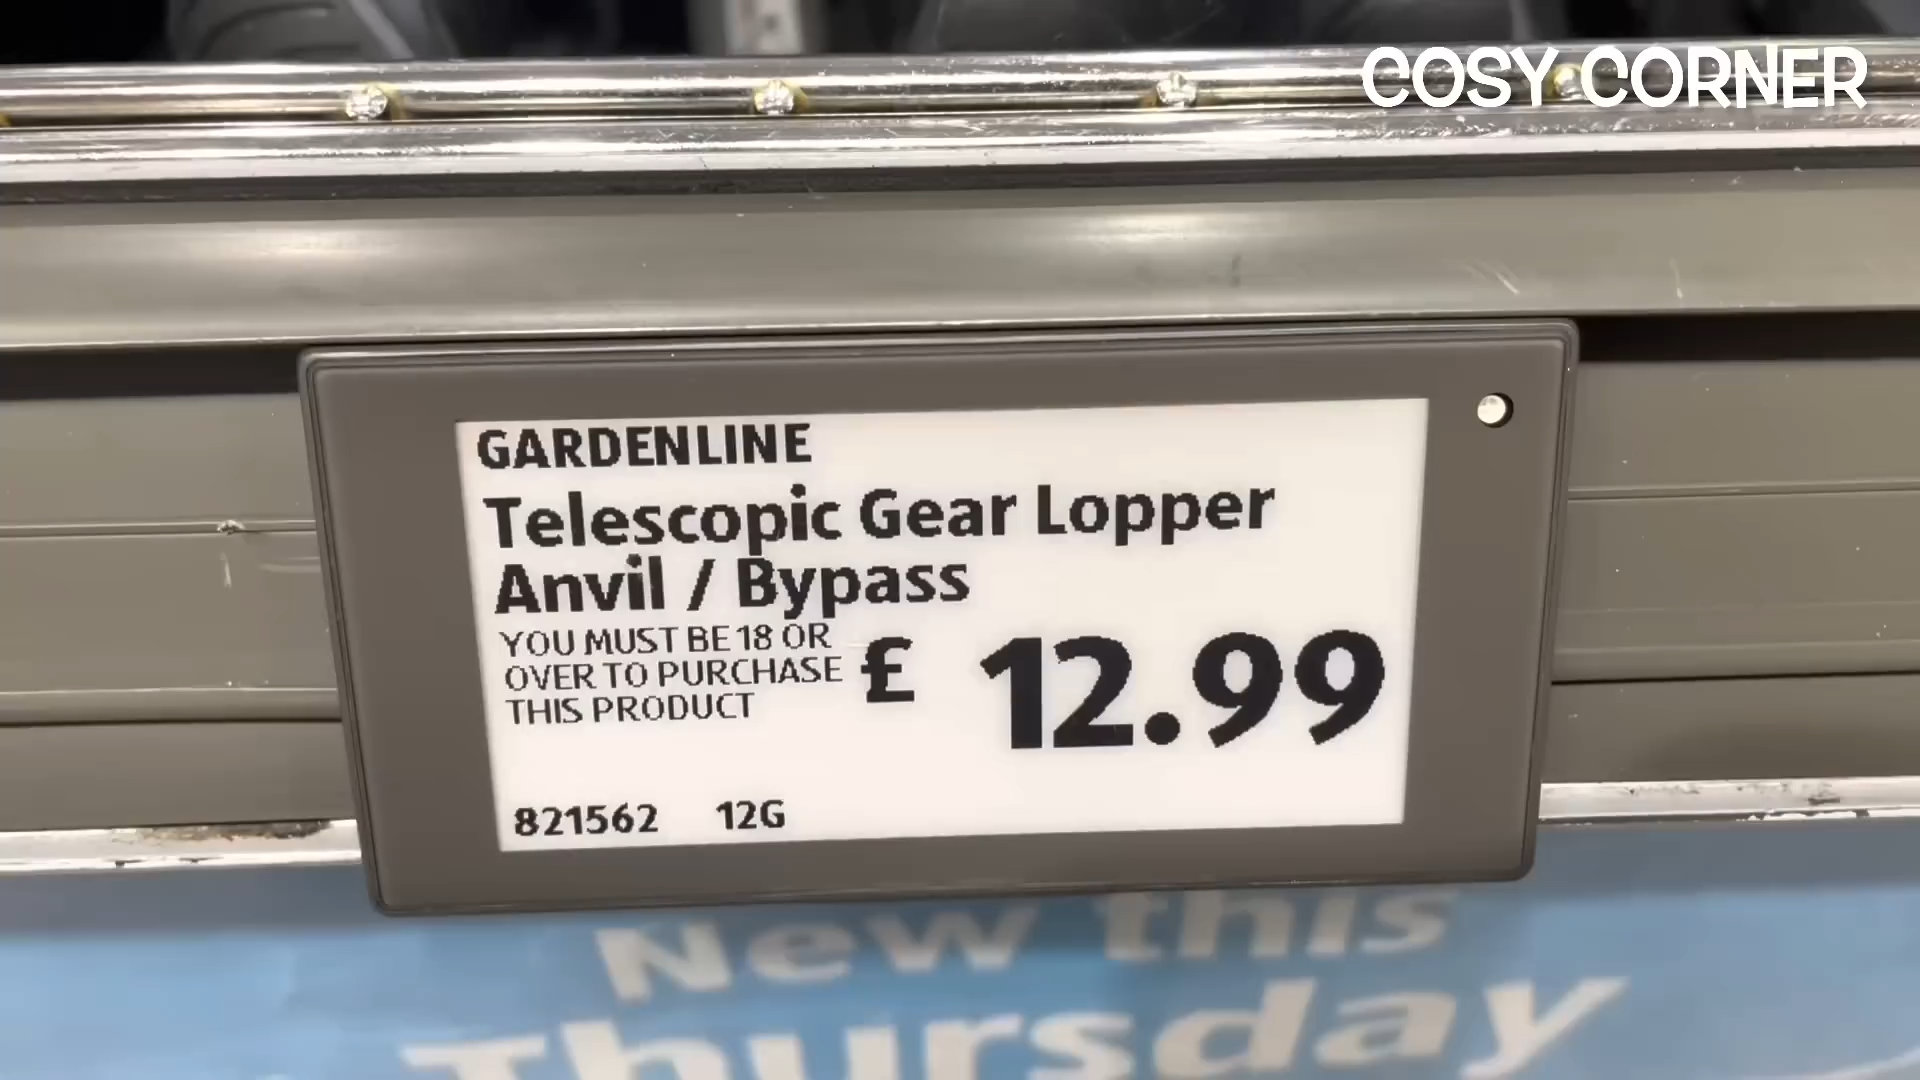 COSY CORNER
GARDENLINE
Telescopic Gear Lopper
Anvil / Bypass
YOU MUST BE 18 OR
OVER TO PURCHASE
THIS PRODUCT
£ 12.99
821562 12G
New this
Thursday